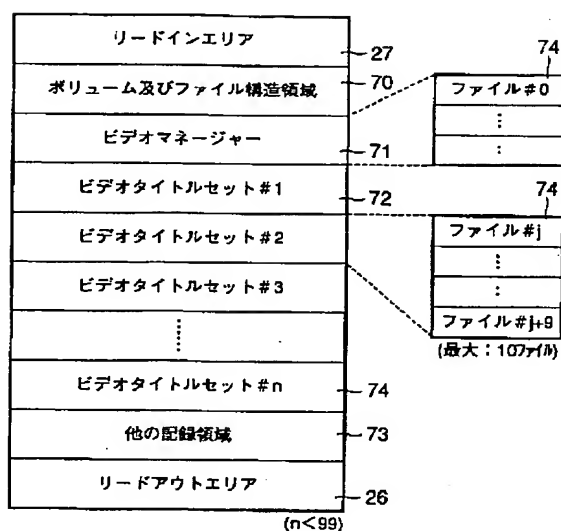 リードインエリア
27
ボリューム及びファイル構造領域
70
ビデオマネージャー
71
ビデオタイトルセット#1
72
ビデオタイトルセット#2
ビデオタイトルセット#3
ビデオタイトルセット#n
74
他の記録領域
73
リードアウトエリア
26
(n<99)
74
ファイル#0
74
ファイル#j
ファイル#j+9
(最大：10ファイル)